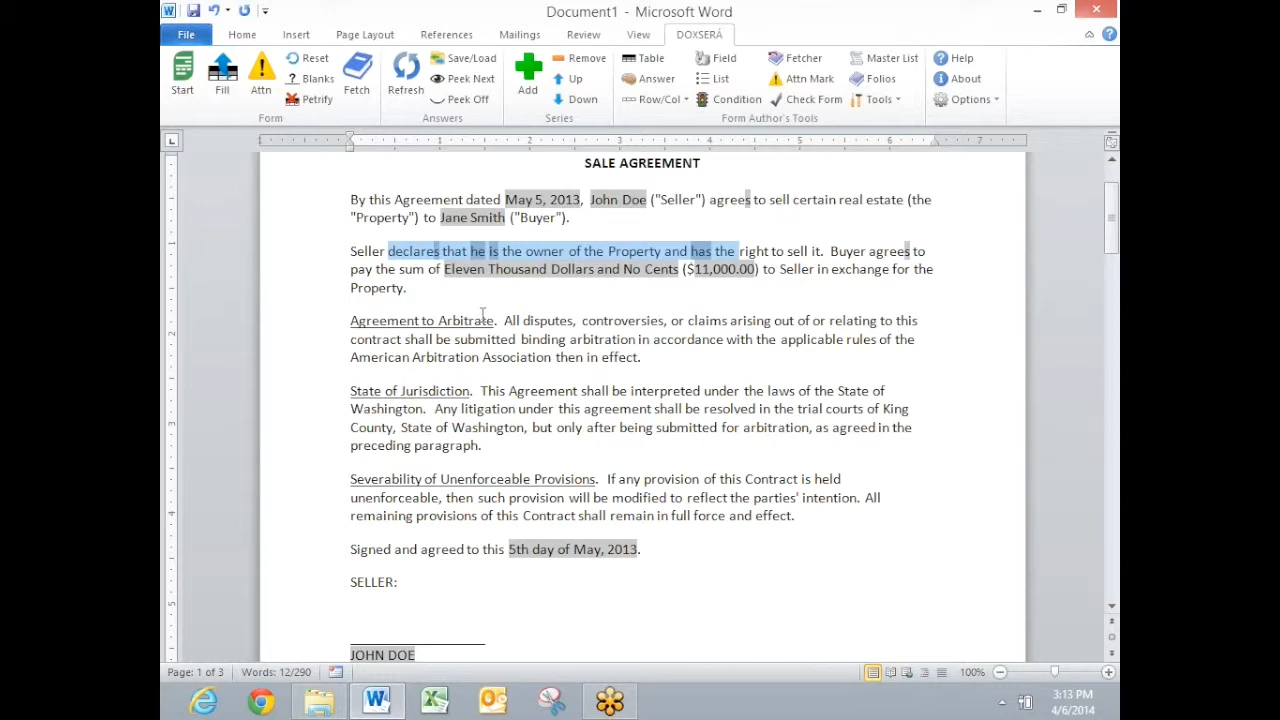 Document1 - Microsoft Word
File Home Insert Page Layout References Mailings Review View DOXSERÁ
Start Fill Attn Reset Blanks Petrify Fetch
Form
Refresh Save/Load Peek Next Peek Off
Answers
Add Remove Up Down
Series
Table Answer Row/Col Field List Condition Fetcher Attn Mark Check Form Master List Folios Tools
Form Author's Tools
Help About Options
1 2 3 4 5 6 7
SALE AGREEMENT
By this Agreement dated May 5, 2013, John Doe ("Seller") agrees to sell certain real estate (the
"Property") to Jane Smith ("Buyer").
Seller declares that he is the owner of the Property and has the right to sell it. Buyer agrees to
pay the sum of Eleven Thousand Dollars and No Cents ($11,000.00) to Seller in exchange for the
Property.
Agreement to Arbitrate. All disputes, controversies, or claims arising out of or relating to this
contract shall be submitted binding arbitration in accordance with the applicable rules of the
American Arbitration Association then in effect.
State of Jurisdiction. This Agreement shall be interpreted under the laws of the State of
Washington. Any litigation under this agreement shall be resolved in the trial courts of King
County, State of Washington, but only after being submitted for arbitration, as agreed in the
preceding paragraph.
Severability of Unenforceable Provisions. If any provision of this Contract is held
unenforceable, then such provision will be modified to reflect the parties' intention. All
remaining provisions of this Contract shall remain in full force and effect.
Signed and agreed to this 5th day of May, 2013.
SELLER:
JOHN DOE
Page: 1 of 3 Words: 12/290 100%
3:13 PM
4/6/2014